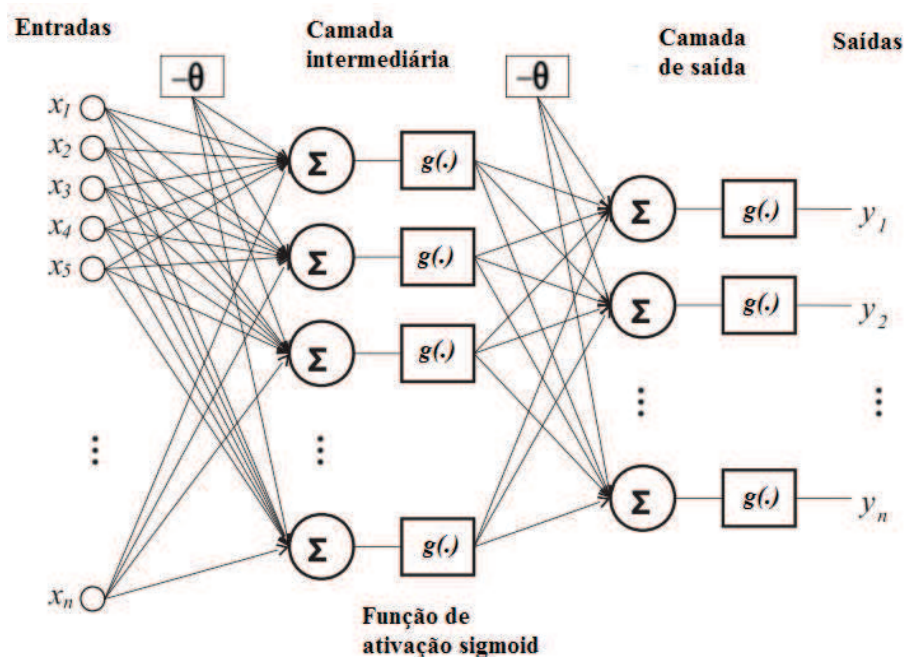 Entradas
Camada
intermediária
Camada
de saída
Saídas
-θ
-θ
x1
x2
x3
x4
x5
...
xn
Σ
g(.)
Σ
g(.)
Σ
g(.)
...
Σ
g(.)
Σ
g(.)
y1
Σ
g(.)
y2
...
...
Σ
g(.)
yn
Função de
ativação sigmoid